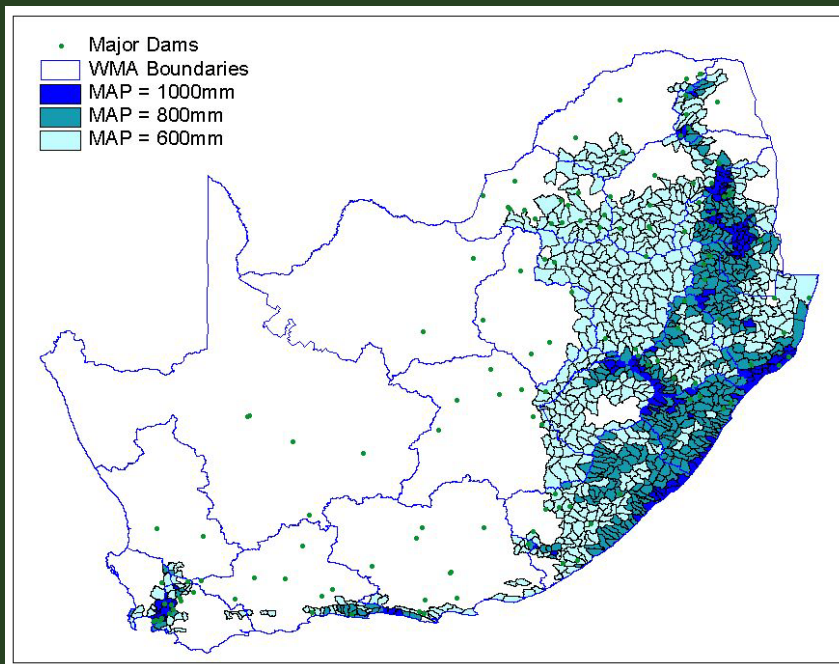 Major Dams
WMA Boundaries
MAP = 1000mm
MAP = 800mm
MAP = 600mm